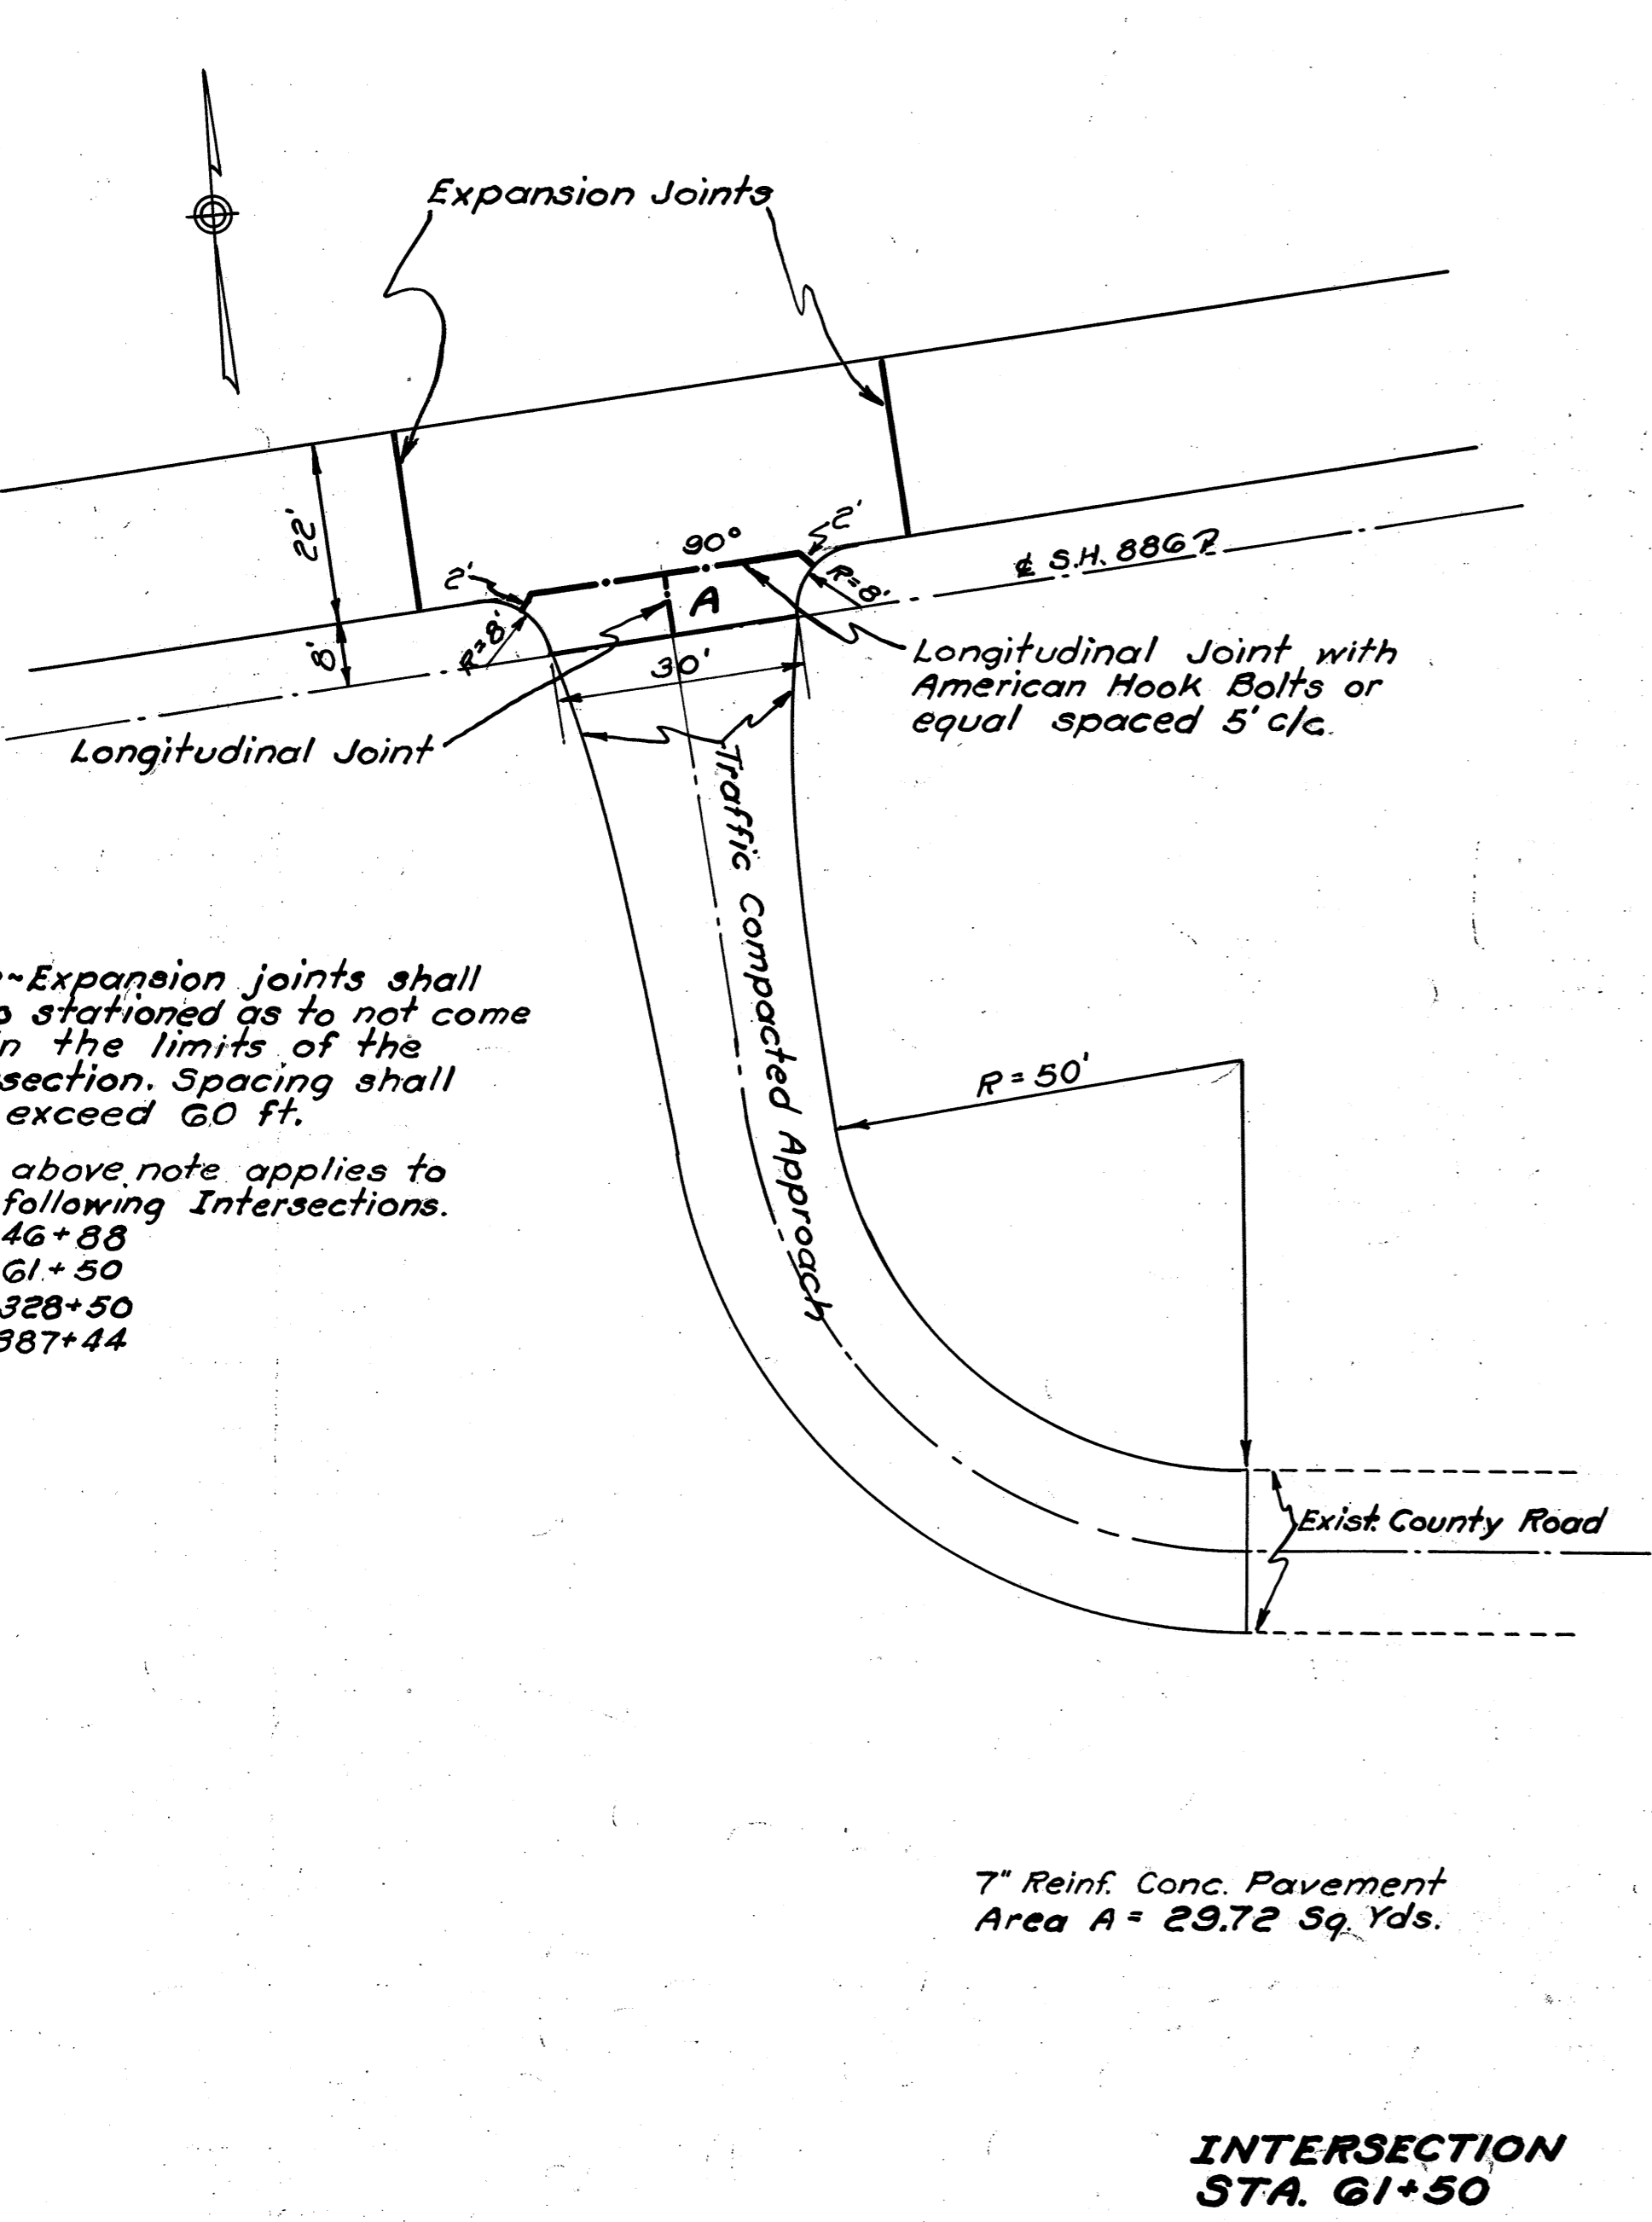 Expansion Joints
22'
8'
2'
90°
2'
R=8'
R=8'
A
30'
℄ S.H. 886
Longitudinal Joint with
American Hook Bolts or
equal spaced 5' c/c.
Longitudinal Joint
Traffic Compacted Approach
~Expansion joints shall
stationed as to not come
the limits of the
section. Spacing shall
exceed 60 ft.
above note applies to
following Intersections.
46+88
61+50
328+50
387+44
R=50'
Exist. County Road
7" Reinf. Conc. Pavement
Area A = 29.72 Sq. Yds.
INTERSECTION
STA. 61+50